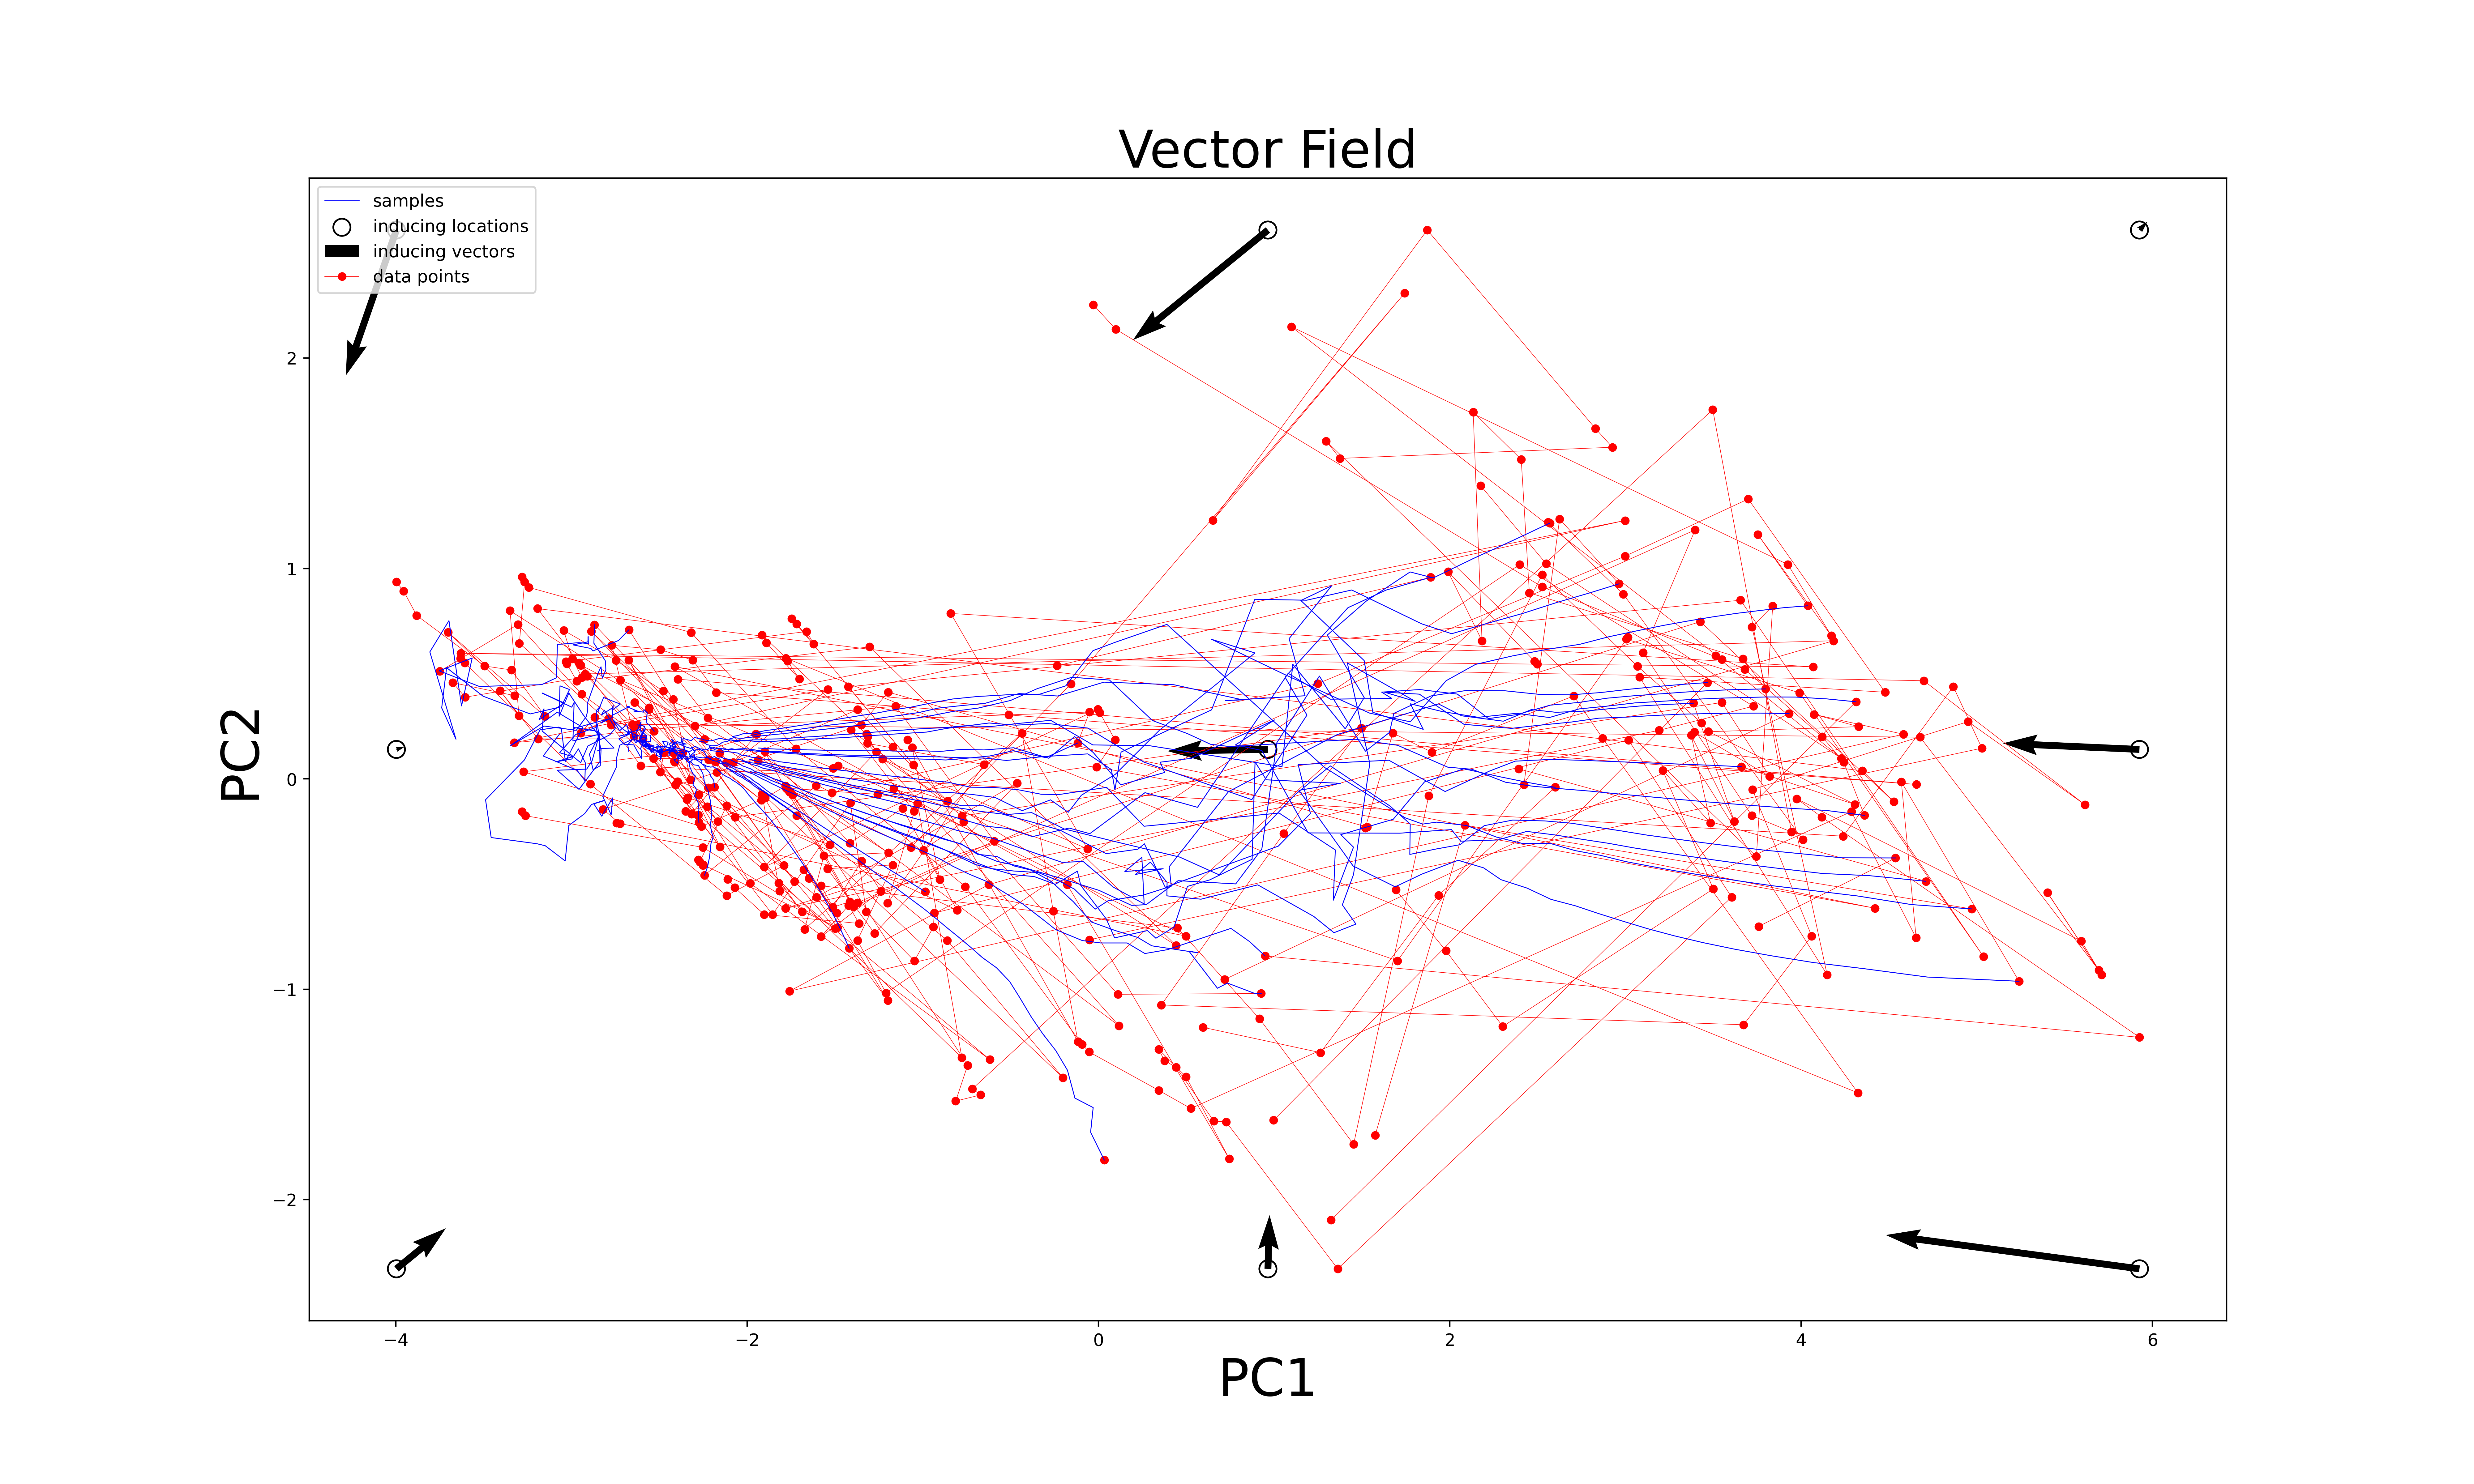 Vector Field
samples
inducing locations
inducing vectors
data points
PC2
2
1
0
−1
−2
−4
−2
0
2
4
6
PC1